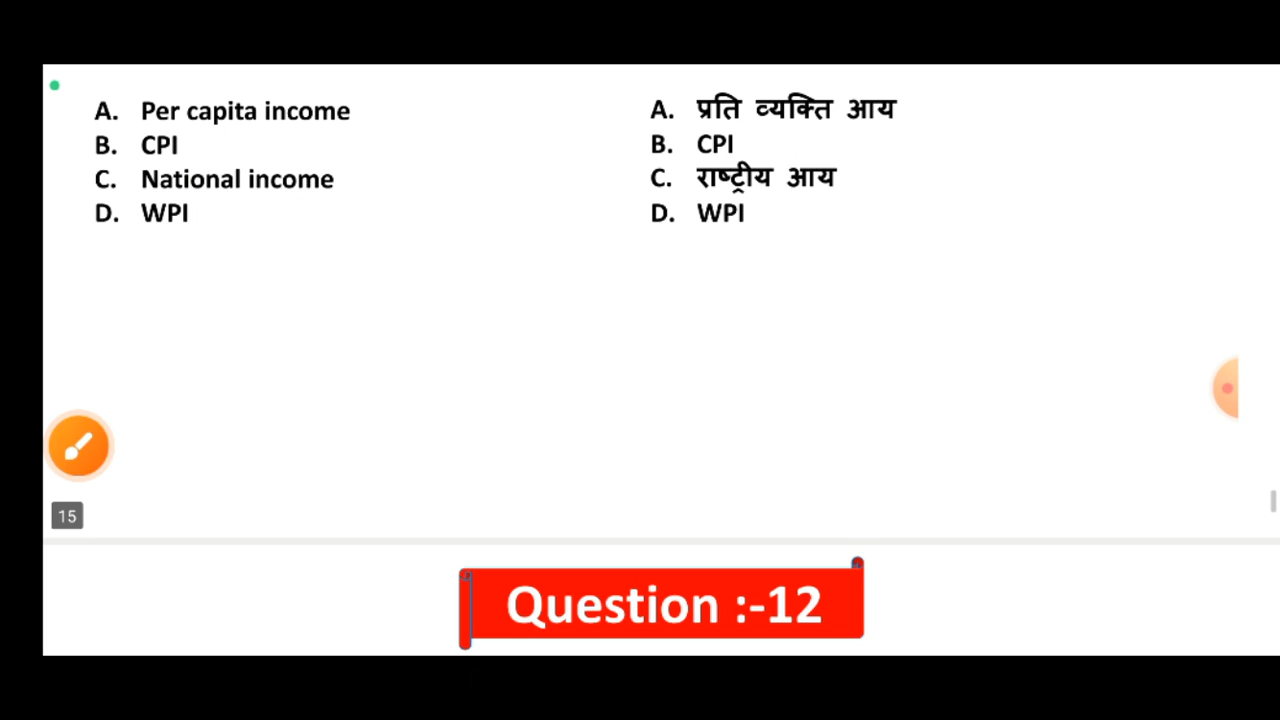 A. Per capita income
B. CPI
C. National income
D. WPI
A. प्रति व्यक्ति आय
B. CPI
C. राष्ट्रीय आय
D. WPI
15
Question :-12